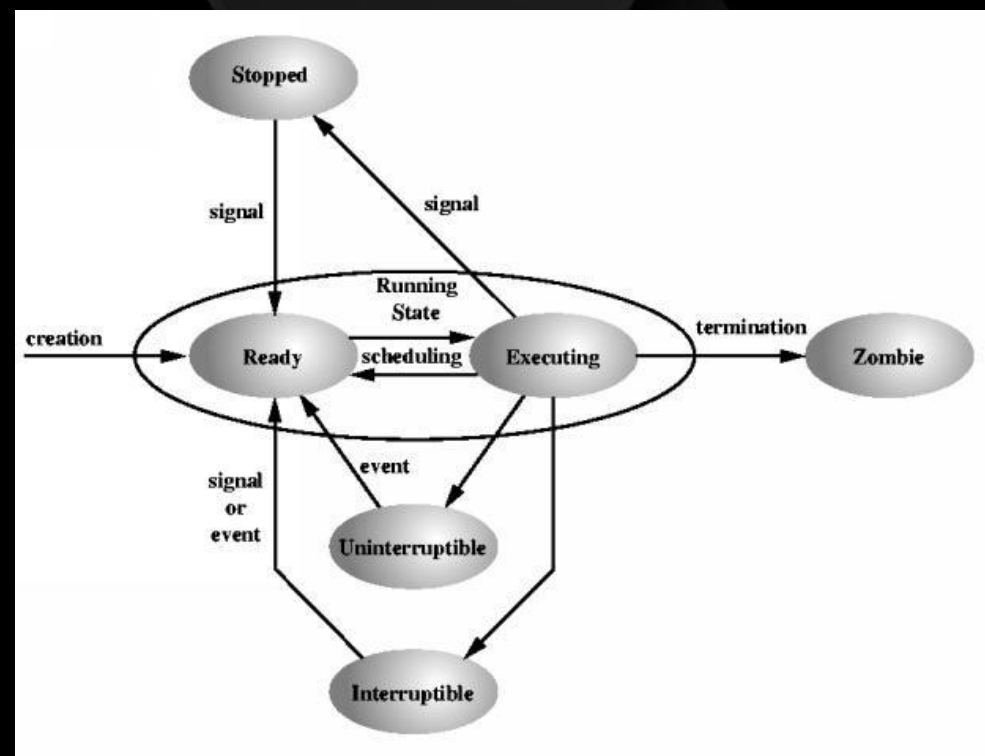 Stopped
signal
signal
Running
State
creation
termination
Ready
scheduling
Executing
Zombie
event
signal
or
event
Uninterruptible
Interruptible